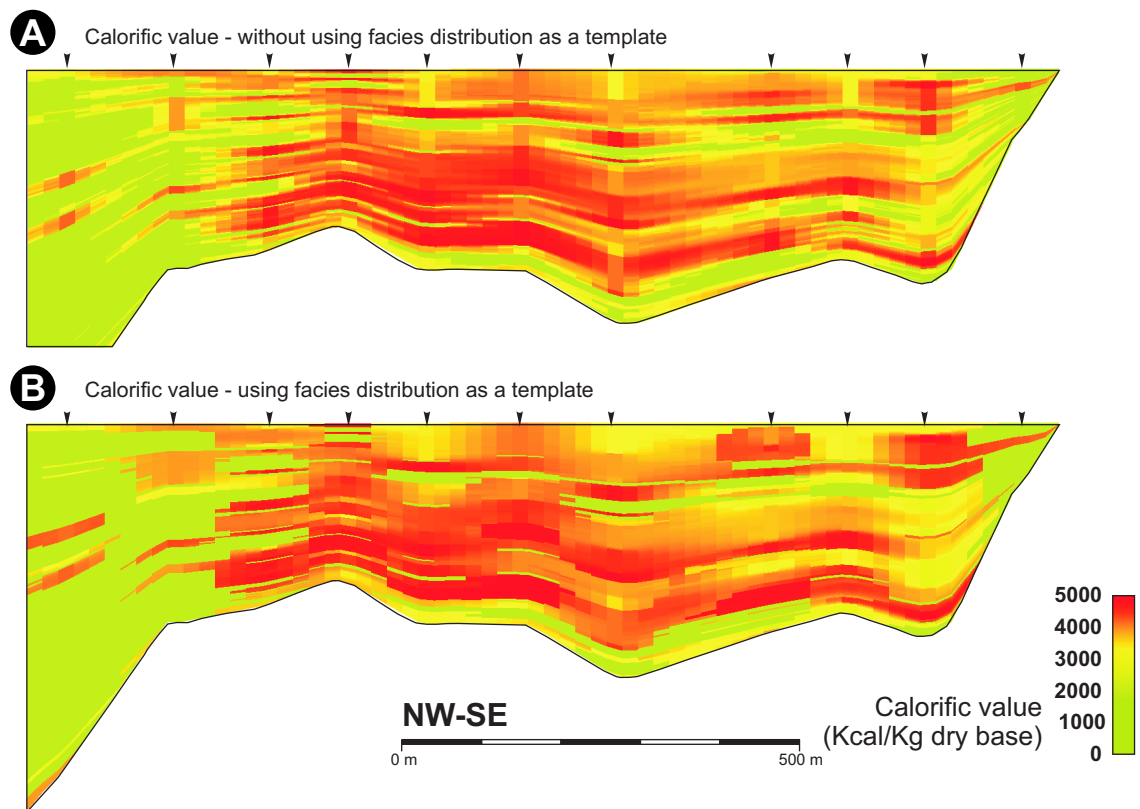 A
Calorific value - without using facies distribution as a template
B
Calorific value - using facies distribution as a template
NW-SE
0 m
500 m
Calorific value
(Kcal/Kg dry base)
5000
4000
3000
2000
1000
0